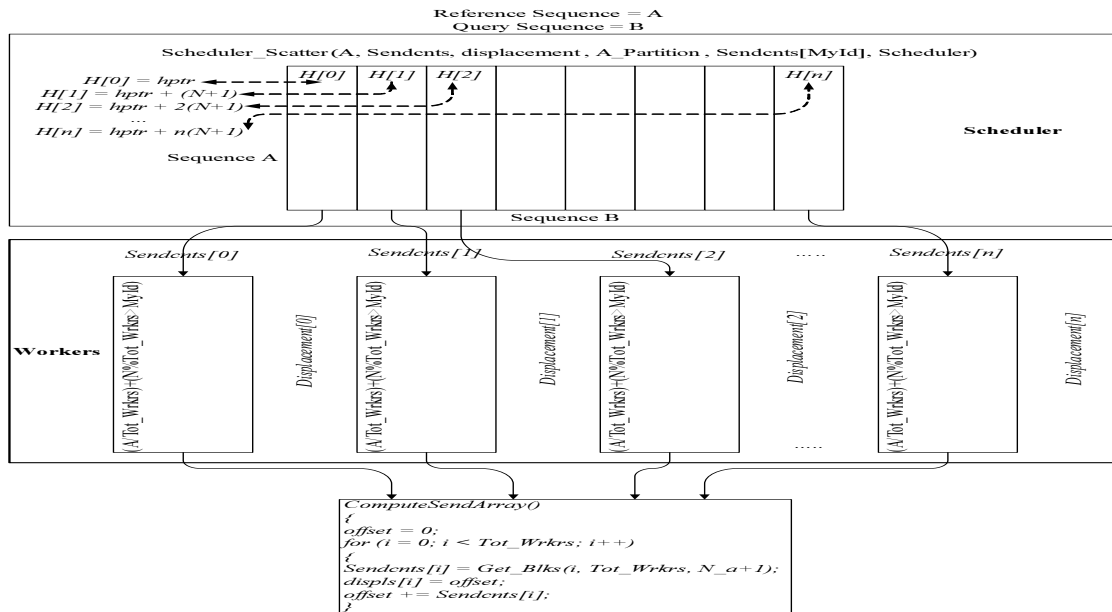 Reference Sequence = A
Query Sequence = B
Scheduler_Scatter(A, Sendcnts, displacement, A_Partition, Sendcnts[MyId], Scheduler)
H[0] H[1] H[2] H[n]
H[0] = hptr
H[1] = hptr + (N+1)
H[2] = hptr + 2(N+1)
...
H[n] = hptr + n(N+1)
Scheduler
Sequence A
Sequence B
Sendcnts[0] Sendcnts[1] Sendcnts[2] ..... Sendcnts[n]
Workers
(A/Tot_Wrkrs)+(N%Tot_Wrkrs>MyId)
Displacement[0]
(A/Tot_Wrkrs)+(N%Tot_Wrkrs>MyId)
Displacement[1]
(A/Tot_Wrkrs)+(N%Tot_Wrkrs>MyId)
Displacement[2]
.....
(A/Tot_Wrkrs)+(N%Tot_Wrkrs>MyId)
Displacement[n]
ComputeSendArray()
{
offset = 0;
for (i = 0; i < Tot_Wrkrs; i++)
{
Sendcnts[i] = Get_Blks(i, Tot_Wrkrs, N_a+1);
displs[i] = offset;
offset += Sendcnts[i];
}